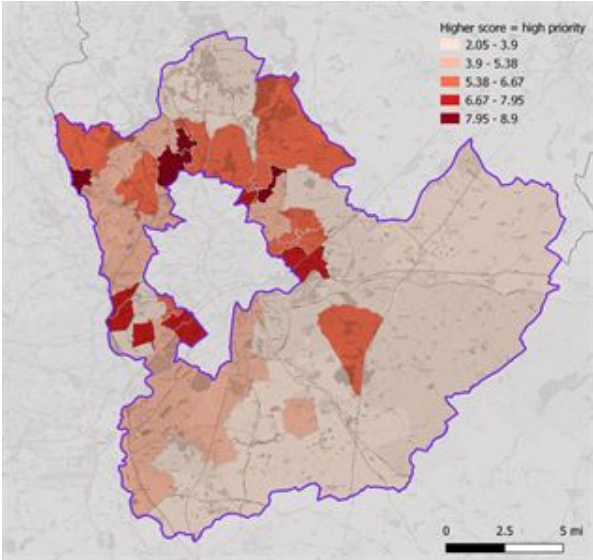 Higher score = high priority
2.05 - 3.9
3.9 - 5.38
5.38 - 6.67
6.67 - 7.95
7.95 - 8.9
0 2.5 5 mi